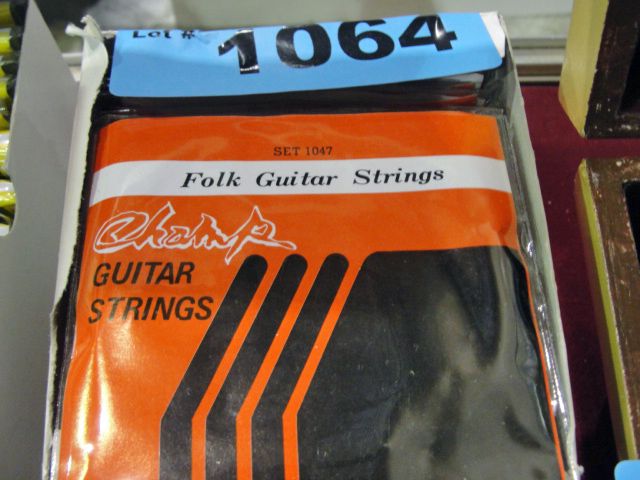 Lot # 1064
SET 1047
Folk Guitar Strings
Champ
GUITAR
STRINGS